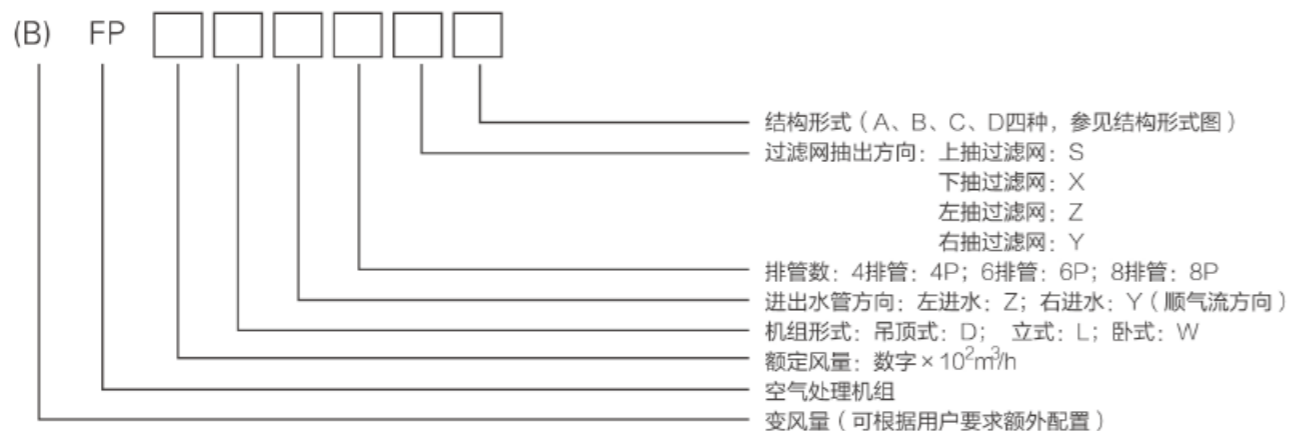 (B) FP
结构形式（A、B、C、D四种，参见结构形式图）
过滤网抽出方向：上抽过滤网：S
下抽过滤网：X
左抽过滤网：Z
右抽过滤网：Y
排管数：4排管：4P；6排管：6P；8排管：8P
进出水管方向：左进水：Z；右进水：Y（顺气流方向）
机组形式：吊顶式：D； 立式：L；卧式：W
额定风量：数字×10²m³/h
空气处理机组
变风量（可根据用户要求额外配置）